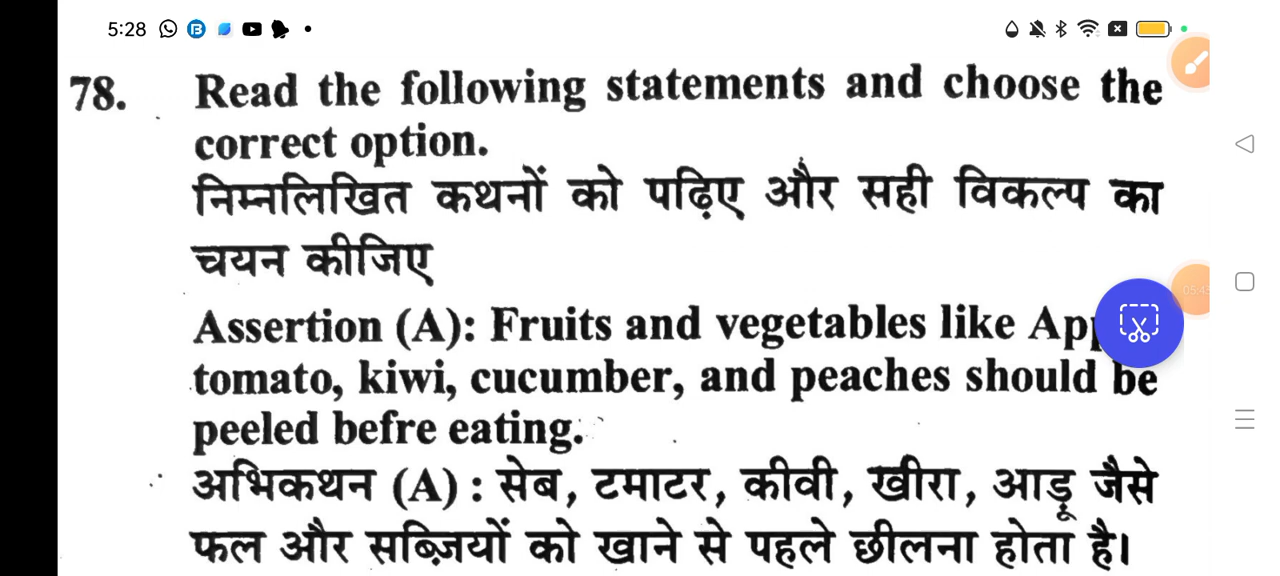 5:28
78. Read the following statements and choose the
correct option.
निम्नलिखित कथनों को पढ़िए और सही विकल्प का
चयन कीजिए
Assertion (A): Fruits and vegetables like
tomato, kiwi, cucumber, and peaches should be
peeled befre eating.
अभिकथन (A) : सेब, टमाटर, कीवी, खीरा, आड़ू जैसे
फल और सब्ज़ियों को खाने से पहले छीलना होता है।